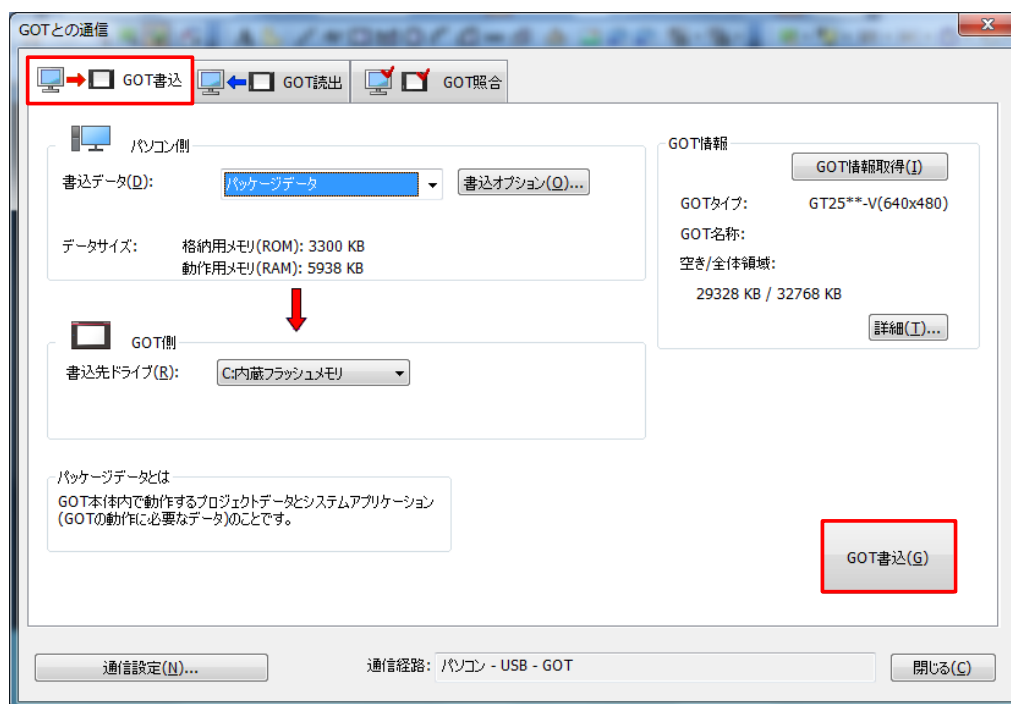 GOTとの通信
GOT書込
GOT読出
GOT照合
パソコン側
書込データ(D):
パッケージデータ
書込オプション(O)...
データサイズ:
格納用メモリ(ROM): 3300 KB
動作用メモリ(RAM): 5938 KB
GOT側
書込先ドライブ(R):
C:内蔵フラッシュメモリ
パッケージデータとは
GOT本体内で動作するプロジェクトデータとシステムアプリケーション
(GOTの動作に必要なデータ)のことです。
GOT情報
GOT情報取得(I)
GOTタイプ:
GT25**-V(640x480)
GOT名称:
空き/全体領域:
29328 KB / 32768 KB
詳細(T)...
GOT書込(G)
通信設定(N)...
通信経路:
パソコン - USB - GOT
閉じる(C)